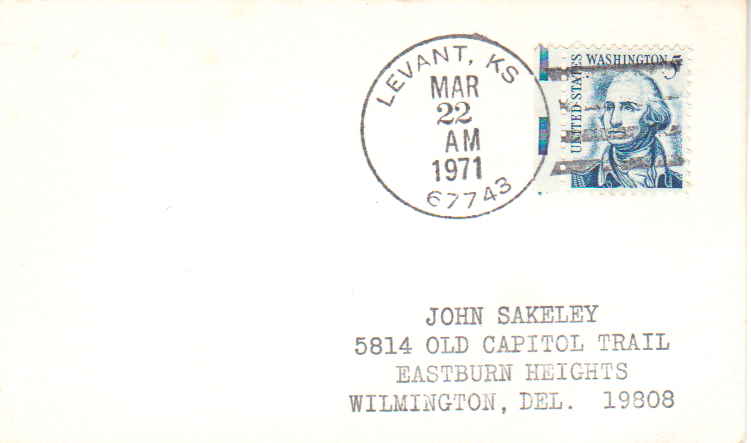 LEVANT, KS
MAR
22
AM
1971
67743
UNITED STATES
WASHINGTON 5¢
JOHN SAKELEY
5814 OLD CAPITOL TRAIL
EASTBURN HEIGHTS
WILMINGTON, DEL. 19808